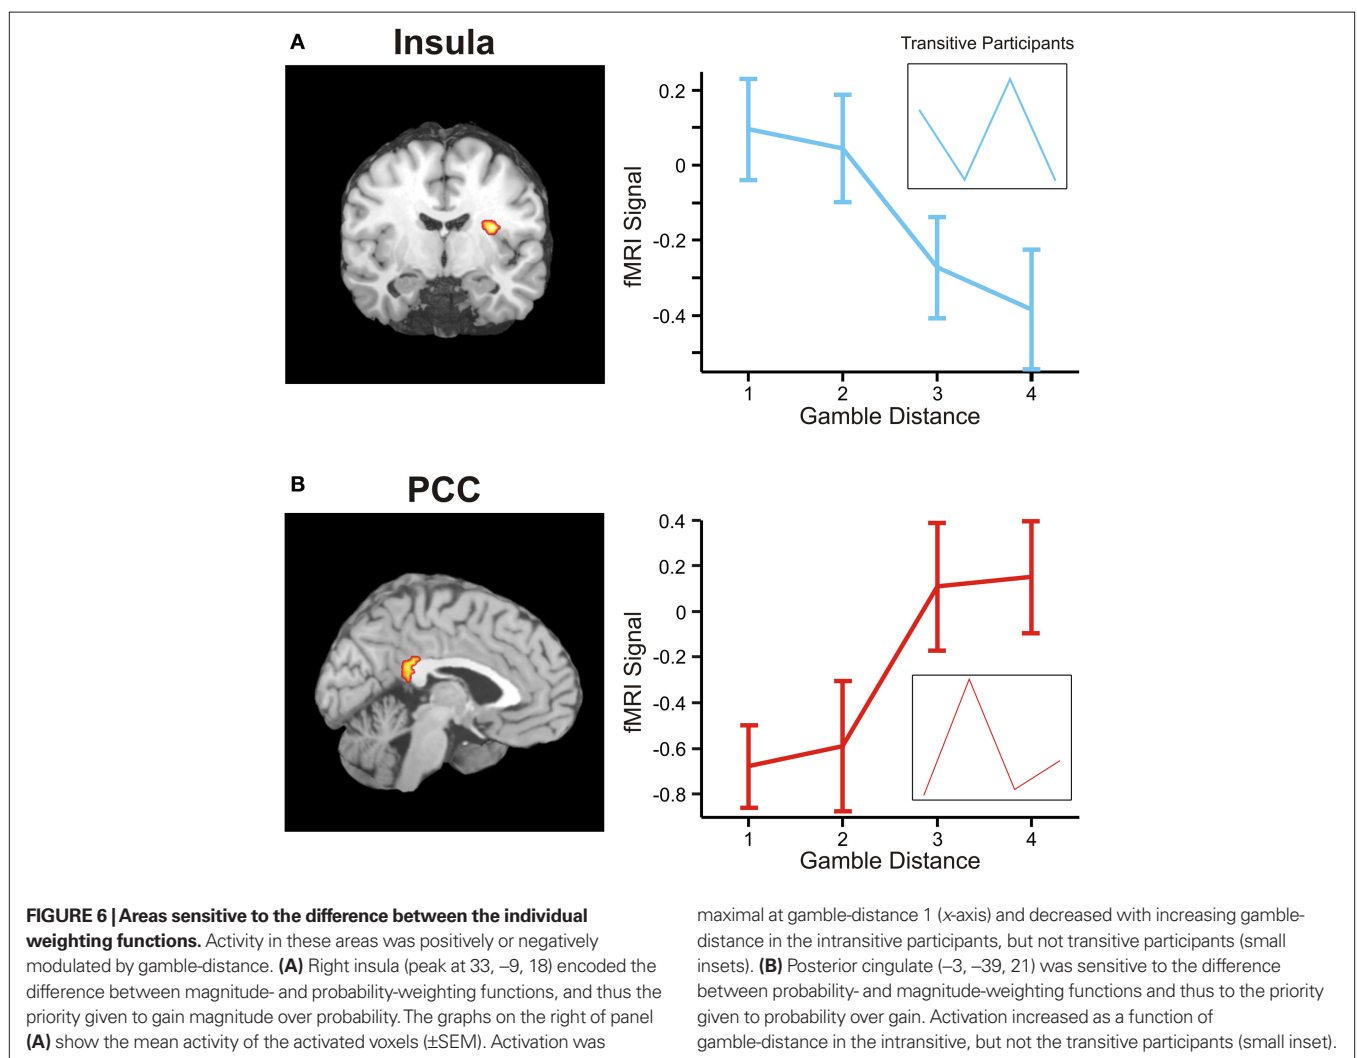 A
Insula
Transitive Participants
0.2
0
-0.2
-0.4
fMRI Signal
1 2 3 4
Gamble Distance
B
PCC
0.4
0.2
0
-0.2
-0.4
-0.6
-0.8
fMRI Signal
1 2 3 4
Gamble Distance
FIGURE 6 | Areas sensitive to the difference between the individual
weighting functions. Activity in these areas was positively or negatively
modulated by gamble-distance. (A) Right insula (peak at 33, –9, 18) encoded the
difference between magnitude- and probability-weighting functions, and thus the
priority given to gain magnitude over probability. The graphs on the right of panel
(A) show the mean activity of the activated voxels (±SEM). Activation was
maximal at gamble-distance 1 (x-axis) and decreased with increasing gamble-
distance in the intransitive participants, but not transitive participants (small
insets). (B) Posterior cingulate (–3, –39, 21) was sensitive to the difference
between probability- and magnitude-weighting functions and thus to the priority
given to probability over gain. Activation increased as a function of
gamble-distance in the intransitive, but not the transitive participants (small inset).